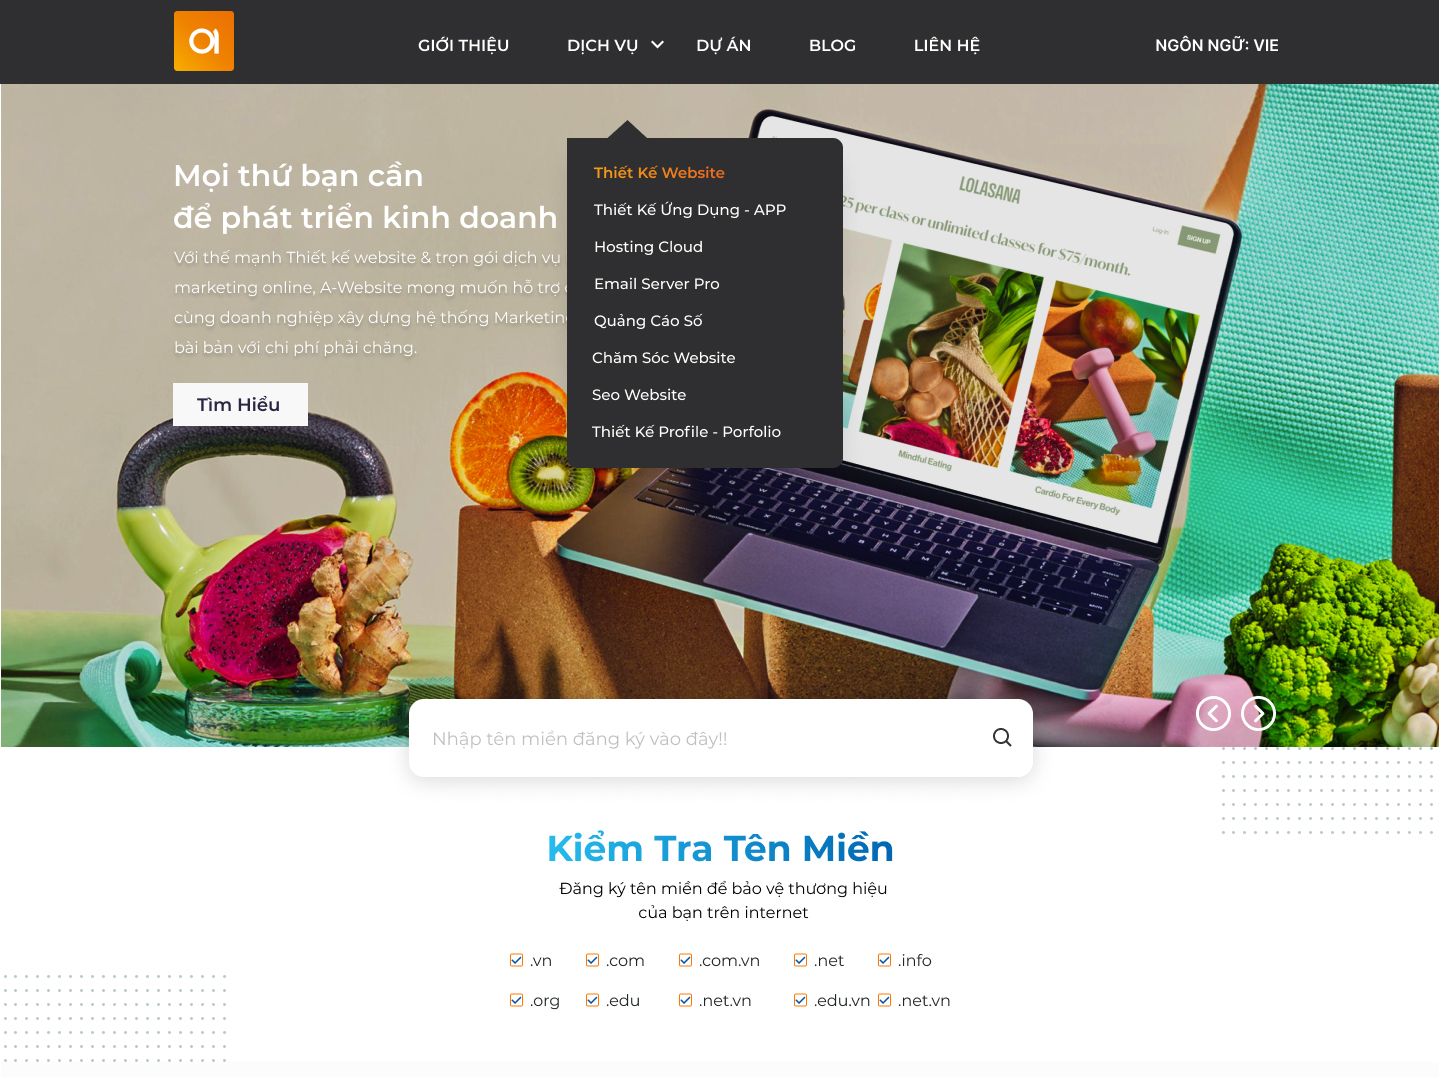 GIỚI THIỆU
DỊCH VỤ
DỰ ÁN
BLOG
LIÊN HỆ
NGÔN NGỮ: VIE
Mọi thứ bạn cần
để phát triển kinh doanh
Với thế mạnh Thiết kế website & trọn gói dịch vụ
marketing online, A-Website mong muốn hỗ trợ
cùng doanh nghiệp xây dựng hệ thống Marketing
bài bản với chi phí phải chăng.
Tìm Hiểu
Thiết Kế Website
Thiết Kế Ứng Dụng - APP
Hosting Cloud
Email Server Pro
Quảng Cáo Số
Chăm Sóc Website
Seo Website
Thiết Kế Profile - Porfolio
LOLASANA
Log in
SIGN UP
25 per class or unlimited classes for $75/month.
Mindful Eating
Cardio For Every Body
Nhập tên miền đăng ký vào đây!!
Kiểm Tra Tên Miền
Đăng ký tên miền để bảo vệ thương hiệu
của bạn trên internet
.vn
.com
.com.vn
.net
.info
.org
.edu
.net.vn
.edu.vn
.net.vn